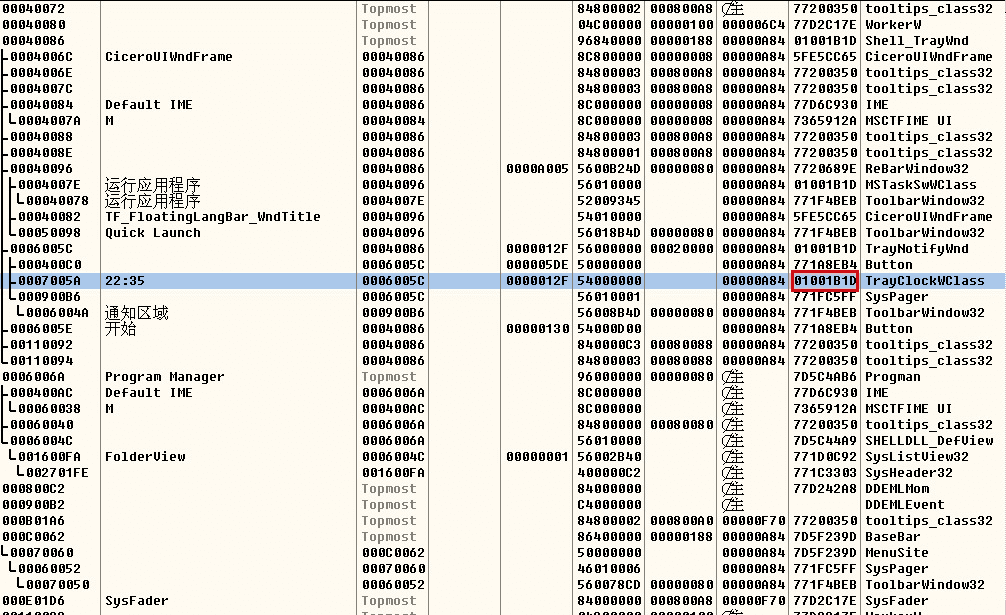 00040072 Topmost 84800002 000800A8 77200350 tooltips_class32
00040080 Topmost 04C00000 00000100 000006C4 77D2C17E WorkerW
00040086 Topmost 96840000 00000188 00000A84 01001B1D Shell_TrayWnd
0004006C CiceroUIWndFrame 00040086 8C800000 00000008 00000A84 5FE5CC65 CiceroUIWndFrame
0004006E 00040086 84800003 000800A8 00000A84 77200350 tooltips_class32
0004007C 00040086 84800003 000800A8 00000A84 77200350 tooltips_class32
00040084 Default IME 00040086 8C000000 00000008 00000A84 77D6C930 IME
0004007A M 00040084 8C000000 00000008 00000A84 7365912A MSCTFIME UI
00040088 00040086 84800003 000800A8 00000A84 77200350 tooltips_class32
0004008E 00040086 84800001 000800A8 00000A84 77200350 tooltips_class32
00040096 00040086 0000A005 5600B24D 00000080 00000A84 7720689E ReBarWindow32
0004007E 运行应用程序 00040096 56010000 00000A84 01001B1D MSTaskSwWClass
00040078 运行应用程序 0004007E 52009345 00000A84 771F4BEB ToolbarWindow32
00040082 TF_FloatingLangBar_WndTitle 00040096 54010000 00000A84 5FE5CC65 CiceroUIWndFrame
00050098 Quick Launch 00040096 56018B4D 00000080 00000A84 771F4BEB ToolbarWindow32
0006005C 00040086 0000012F 56000000 00020000 00000A84 01001B1D TrayNotifyWnd
000400C0 0006005C 000005DE 50000000 00000A84 771A8EB4 Button
0007005A 22:35 0006005C 0000012F 54000000 00000A84 01001B1D TrayClockWClass
000900B6 0006005C 56010001 00000A84 771FC5FF SysPager
0006004A 通知区域 000900B6 56008B4D 00000080 00000A84 771F4BEB ToolbarWindow32
0006005E 开始 00040086 00000130 54000D00 00000A84 771A8EB4 Button
00110092 00040086 840000C3 00080088 00000A84 77200350 tooltips_class32
00110094 00040086 84800003 00080088 00000A84 77200350 tooltips_class32
0006006A Program Manager Topmost 96000000 00000080 7D5C4AB6 Progman
000400AC Default IME 0006006A 8C000000 77D6C930 IME
00060038 M 000400AC 8C000000 7365912A MSCTFIME UI
00060040 0006006A 84800000 00080080 77200350 tooltips_class32
0006004C 0006006A 56010000 7D5C44A9 SHELLDLL_DefView
001600FA FolderView 0006004C 00000001 56002B40 771D0C92 SysListView32
002701FE 001600FA 400000C2 771C3303 SysHeader32
000800C2 Topmost 84000000 77D242A8 DDEMLMom
000900B2 Topmost C4000000 DDEMLEvent
000B01A6 Topmost 84800002 000800A0 00000F70 77200350 tooltips_class32
000C0062 Topmost 86400000 00000188 00000A84 7D5F239D BaseBar
00070060 000C0062 50000000 00000A84 7D5F239D MenuSite
00060052 00070060 46010006 00000A84 771FC5FF SysPager
00070050 00060052 560078CD 00000080 00000A84 771F4BEB ToolbarWindow32
000E01D6 SysFader Topmost 84000000 000800A8 00000F70 77D2C17E SysFader